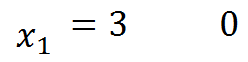 x₁ = 3 0